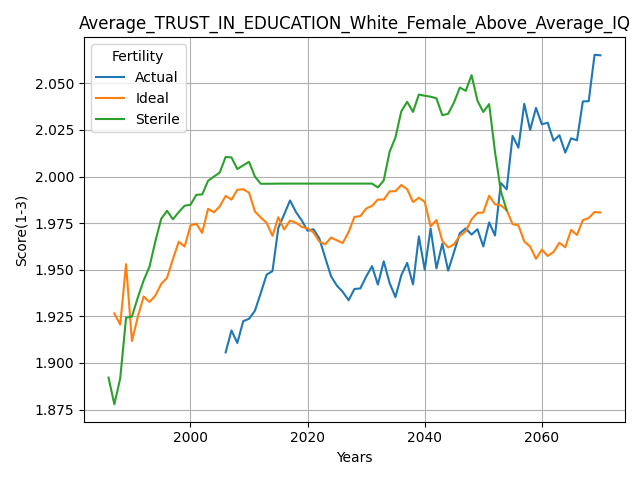 Average_TRUST_IN_EDUCATION_White_Female_Above_Average_IQ
Fertility
Actual
Ideal
Sterile
2.050
2.025
2.000
1.975
1.950
1.925
1.900
1.875
Score(1-3)
2000
2020
2040
2060
Years